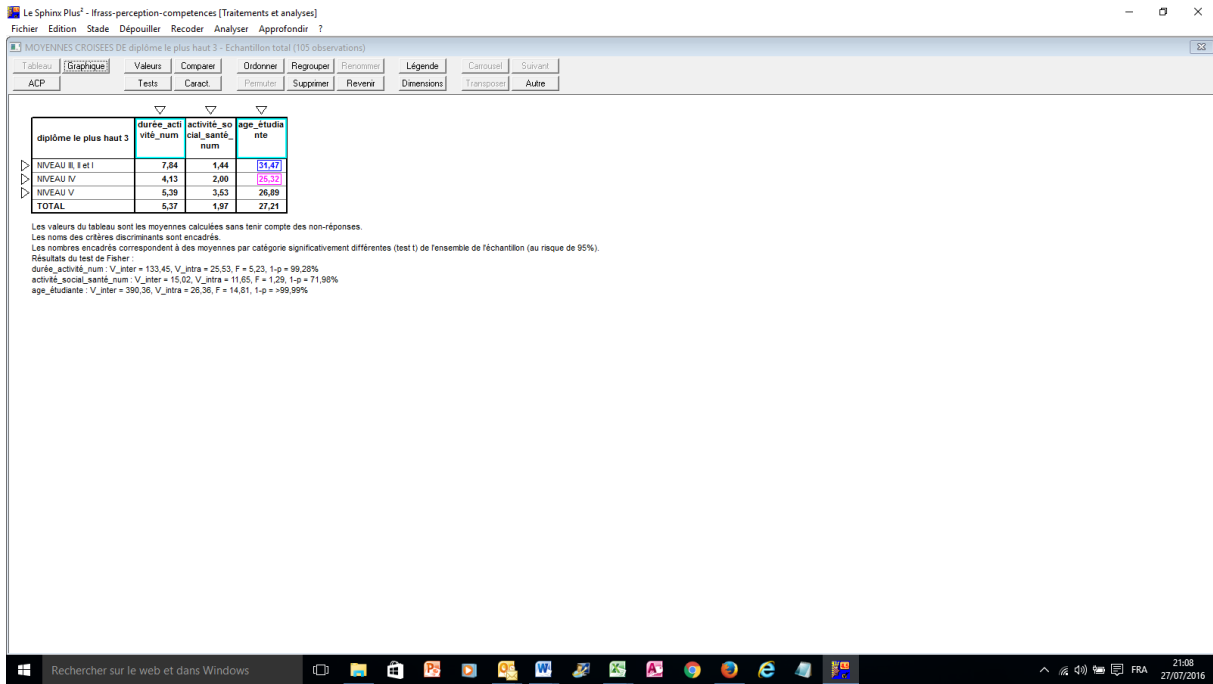 Le Sphinx Plus² - Ifrass-perception-competences [Traitements et analyses]
Fichier Edition Stade Dépouiller Recoder Analyser Approfondir ?
MOYENNES CROISEES DE diplôme le plus haut 3 - Echantillon total (105 observations)
Tableau Graphique Valeurs Comparer Ordonner Regrouper Renommer Légende Carrousel Suivant
ACP Tests Caract. Permuter Supprimer Revenir Dimensions Transposer Autre
diplôme le plus haut 3 durée_acti activité_so age_étudia
vité_num cial_santé_ nte
num
NIVEAU III, II et I 7,84 1,44 31,47
NIVEAU IV 4,13 2,00 25,32
NIVEAU V 5,39 3,53 26,89
TOTAL 5,37 1,97 27,21
Les valeurs du tableau sont les moyennes calculées sans tenir compte des non-réponses.
Les noms des critères discriminants sont encadrés.
Les nombres encadrés correspondent à des moyennes par catégorie significativement différentes (test t) de l'ensemble de l'échantillon (au risque de 95%).
Résultats du test de Fisher :
durée_activité_num : V_inter = 133,45, V_intra = 25,53, F = 5,23, 1-p = 99,28%
activité_social_santé_num : V_inter = 15,02, V_intra = 11,65, F = 1,29, 1-p = 71,98%
age_étudiante : V_inter = 390,36, V_intra = 26,36, F = 14,81, 1-p = >99,99%
Rechercher sur le web et dans Windows
FRA
21:08
27/07/2016